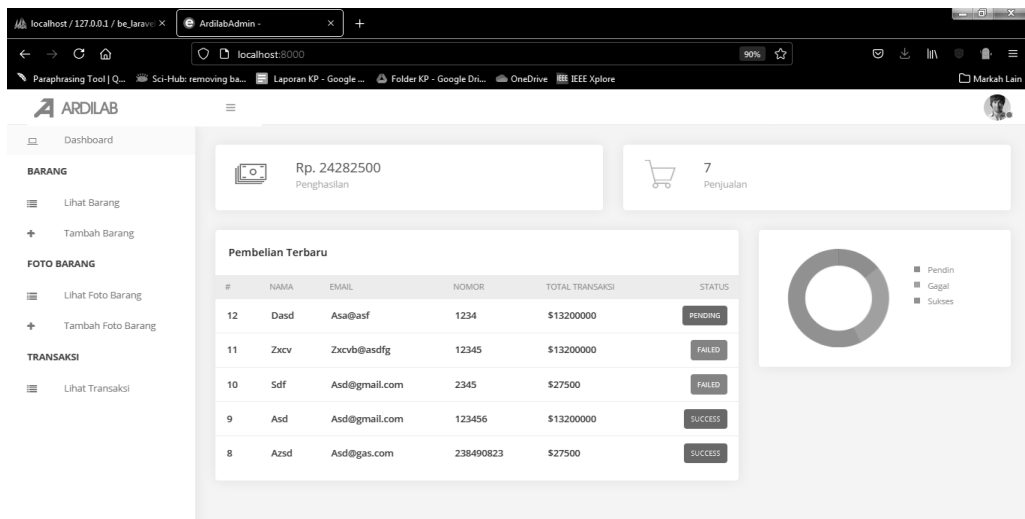 localhost / 127.0.0.1 / be_larave
ArdilabAdmin -
localhost:8000
90%
Paraphrasing Tool | Q...
Sci-Hub: removing ba...
Laporan KP - Google ...
Folder KP - Google Dri...
OneDrive
IEEE Xplore
Markah Lain
ARDILAB
Dashboard
BARANG
Lihat Barang
Tambah Barang
FOTO BARANG
Lihat Foto Barang
Tambah Foto Barang
TRANSAKSI
Lihat Transaksi
Rp. 24282500
Penghasilan
7
Penjualan
Pembelian Terbaru
# NAMA EMAIL NOMOR TOTAL TRANSAKSI STATUS
12 Dasd Asa@asf 1234 $13200000 PENDING
11 Zxcv Zxcvb@asdfg 12345 $13200000 FAILED
10 Sdf Asd@gmail.com 2345 $27500 FAILED
9 Asd Asd@gmail.com 123456 $13200000 SUCCESS
8 Azsd Asd@gas.com 238490823 $27500 SUCCESS
Pendin
Gagal
Sukses